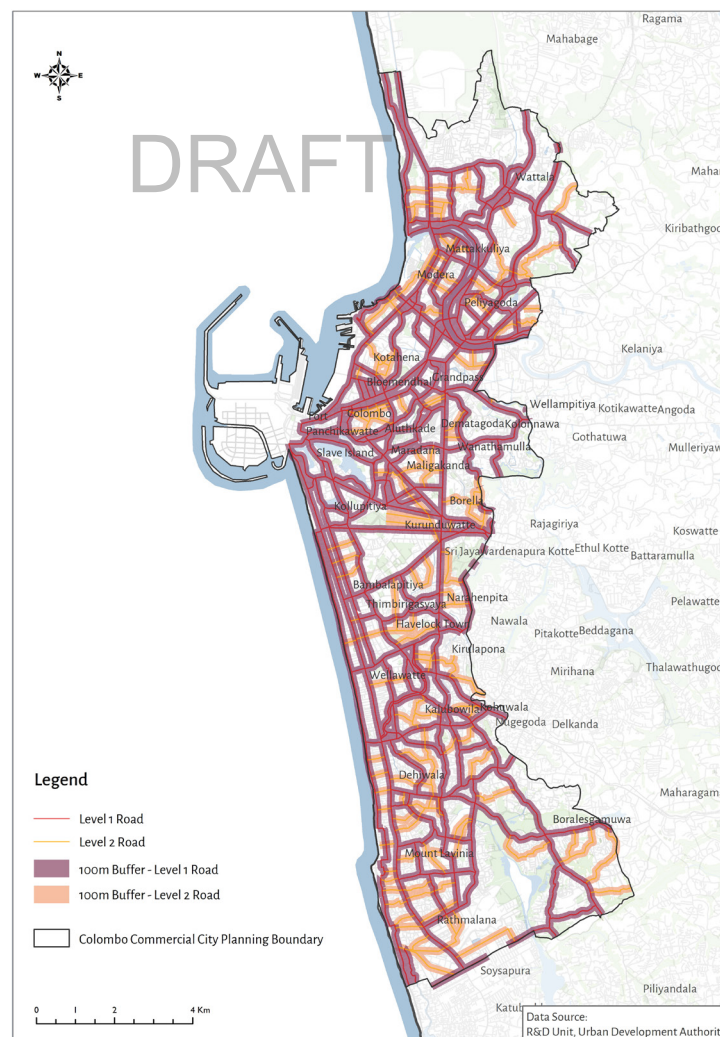 Ragama
Mahabage
N
W
E
S
DRAFT
Wattala
Kiribathgod
Mattakkuliya
Modera
Peliyagoda
Kelaniya
Kotahena
Bloemendhal
Grandpass
Wellampitiya
Kotikawatte
Angoda
Fort
Colombo
Panchikawatte
Aluthkade
Dematagoda
Kolonnawa
Gothatuwa
Slave Island
Maradana
Wanathamulla
Mulleriyaw
Maligakanda
Kollupitiya
Borella
Kurunduwatte
Rajagiriya
Koswatte
Sri Jayawardenapura Kotte
Ethul Kotte
Battaramulla
Bambalapitiya
Thimbirigasyaya
Narahenpita
Pelawatte
Havelock Town
Nawala
Pitakotte
Beddagana
Kirulapona
Wellawatte
Mirihana
Thalawathugod
Kalubowila
Kohuwala
Nugegoda
Delkanda
Dehiwala
Maharagam
Boralesgamuwa
Mount Lavinia
Rathmalana
Soysapura
Piliyandala
Legend
Level 1 Road
Level 2 Road
100m Buffer - Level 1 Road
100m Buffer - Level 2 Road
Colombo Commercial City Planning Boundary
0 1 2 4 Km
Data Source:
R&D Unit, Urban Development Authorit